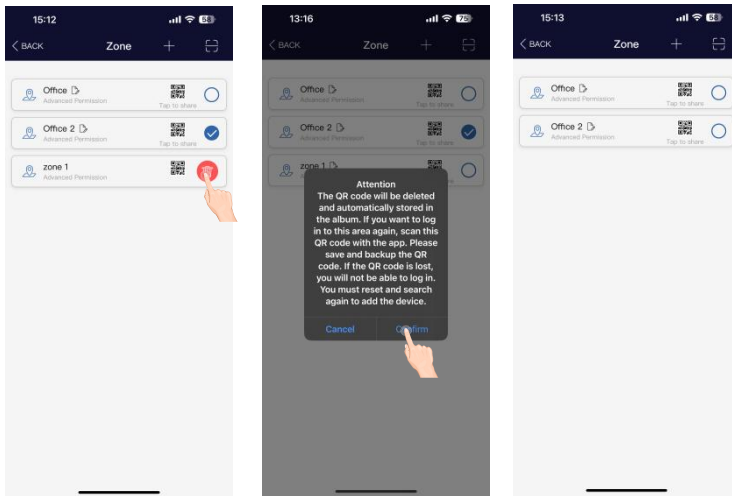 15:12
58
< BACK
Zone
Office
Advanced Permission
Tap to share
Office 2
Advanced Permission
Tap to share
zone 1
Advanced Permission
13:16
75
< BACK
Zone
Office
Advanced Permission
Tap to share
Office 2
Advanced Permission
Tap to share
zone 1
Attention
The QR code will be deleted
and automatically stored in
the album. If you want to log
in to this area again, scan this
QR code with the app. Please
save and backup the QR
code. If the QR code is lost,
you will not be able to log in.
You must reset and search
again to add the device.
Cancel
Confirm
15:13
58
< BACK
Zone
Office
Advanced Permission
Tap to share
Office 2
Advanced Permission
Tap to share